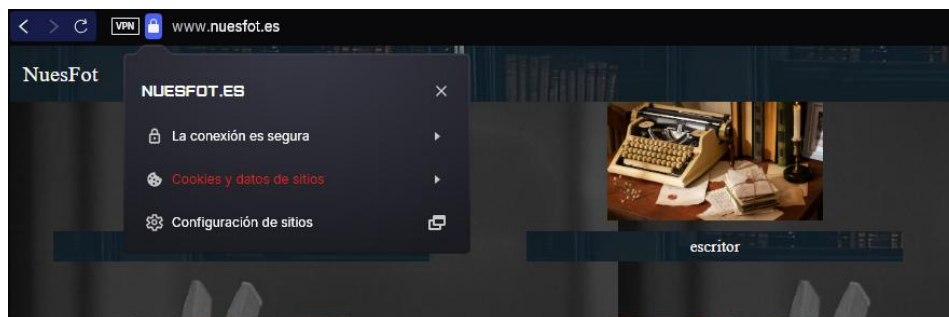 VPN www.nuesfot.es
NuesFot
NUESFOT.ES
La conexión es segura
Cookies y datos de sitios
Configuración de sitios
escritor